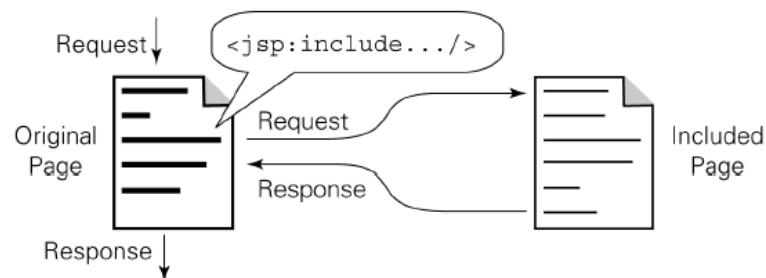 Request
<jsp:include.../>
Original
Page
Request
Response
Included
Page
Response